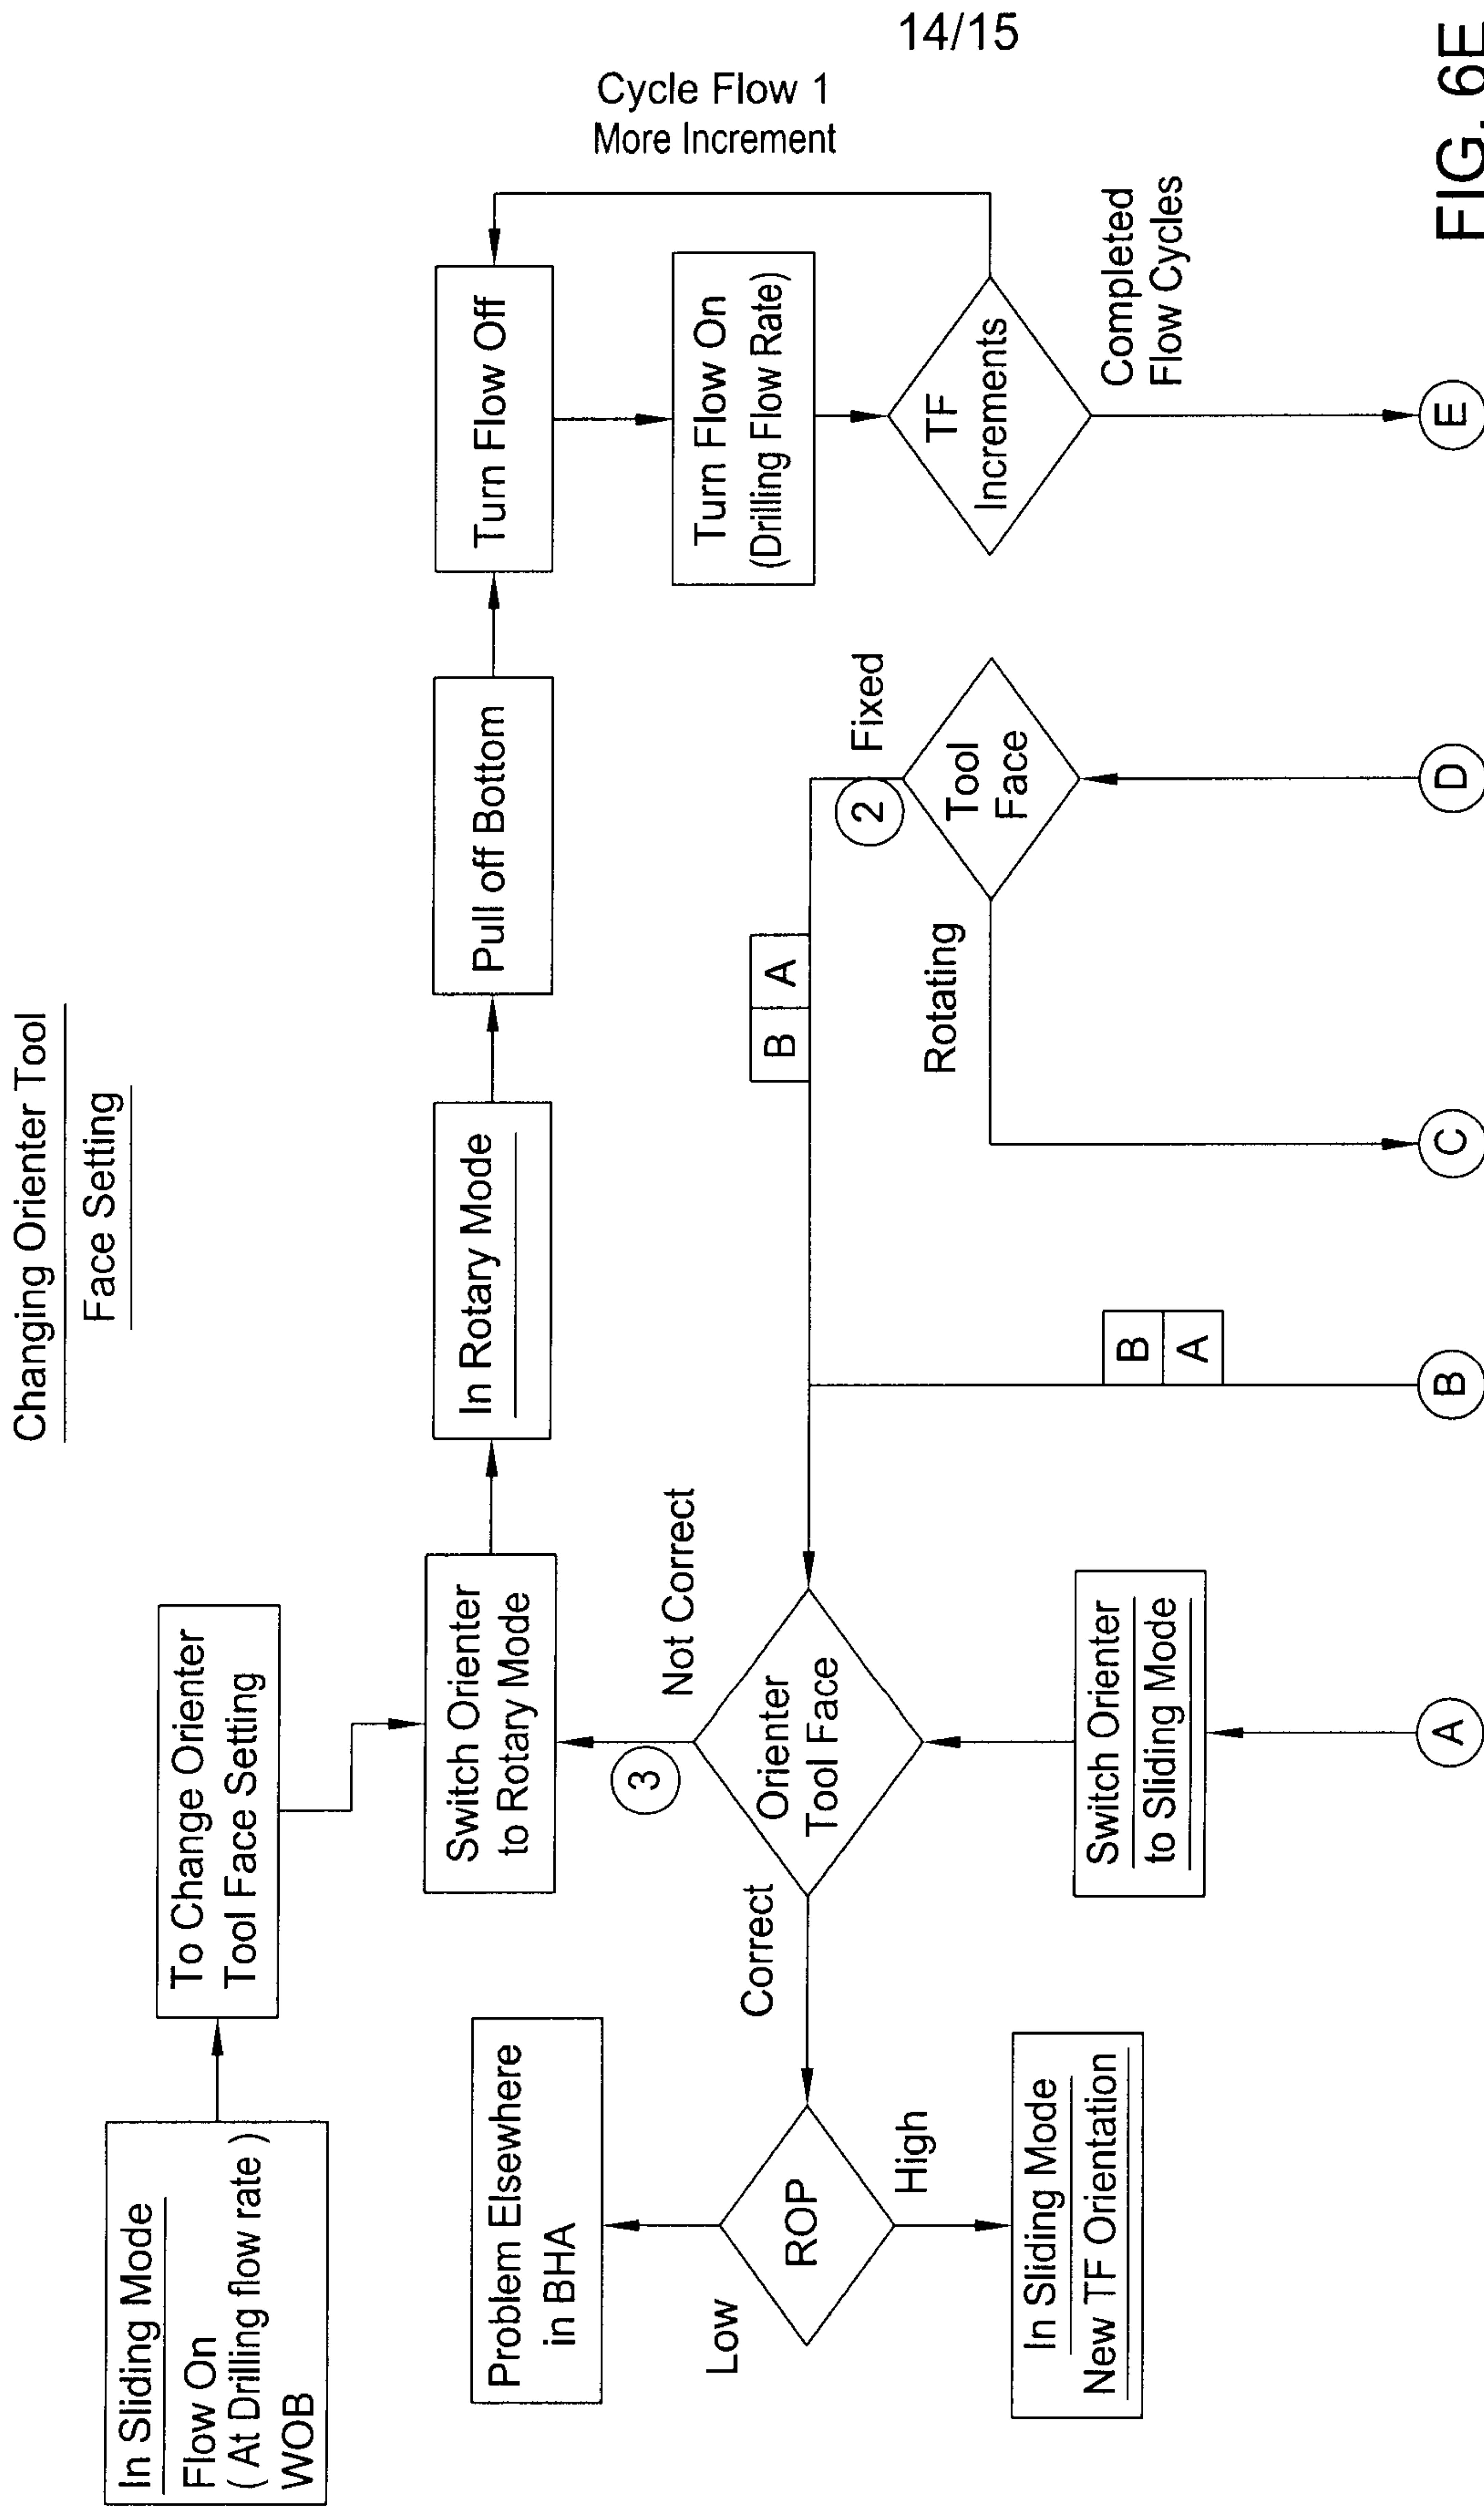 14/15
Changing Orienter Tool
Face Setting
In Sliding Mode
Flow On
( At Drilling flow rate )
WOB
To Change Orienter
Tool Face Setting
Switch Orienter
to Rotary Mode
In Rotary Mode
Pull off Bottom
Turn Flow Off
Cycle Flow 1
More Increment
Turn Flow On
(Drilling Flow Rate)
TF
Increments
Completed
Flow Cycles
E
Problem Elsewhere
in BHA
Low
ROP
High
In Sliding Mode
New TF Orientation
Correct
Orienter
Tool Face
3
Not Correct
Switch Orienter
to Sliding Mode
A
B A
B
A
B
2
Fixed
Tool
Face
Rotating
C
D
FIG. 6E